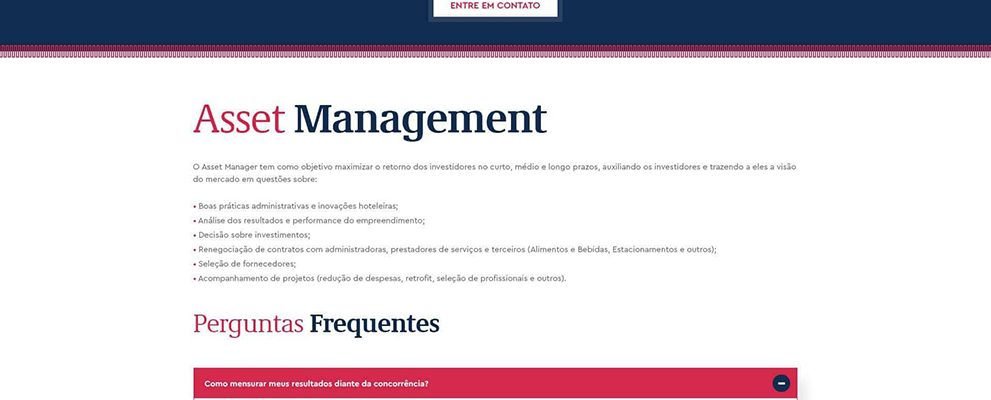 ENTRE EM CONTATO
Asset Management
O Asset Manager tem como objetivo maximizar o retorno dos investidores no curto, médio e longo prazos, auxiliando os investidores e trazendo a eles a visão
do mercado em questões sobre:
• Boas práticas administrativas e inovações hoteleiras;
• Análise dos resultados e performance do empreendimento;
• Decisão sobre investimentos;
• Renegociação de contratos com administradoras, prestadores de serviços e terceiros (Alimentos e Bebidas, Estacionamentos e outros);
• Seleção de fornecedores;
• Acompanhamento de projetos (redução de despesas, retrofit, seleção de profissionais e outros).
Perguntas Frequentes
Como mensurar meus resultados diante da concorrência?